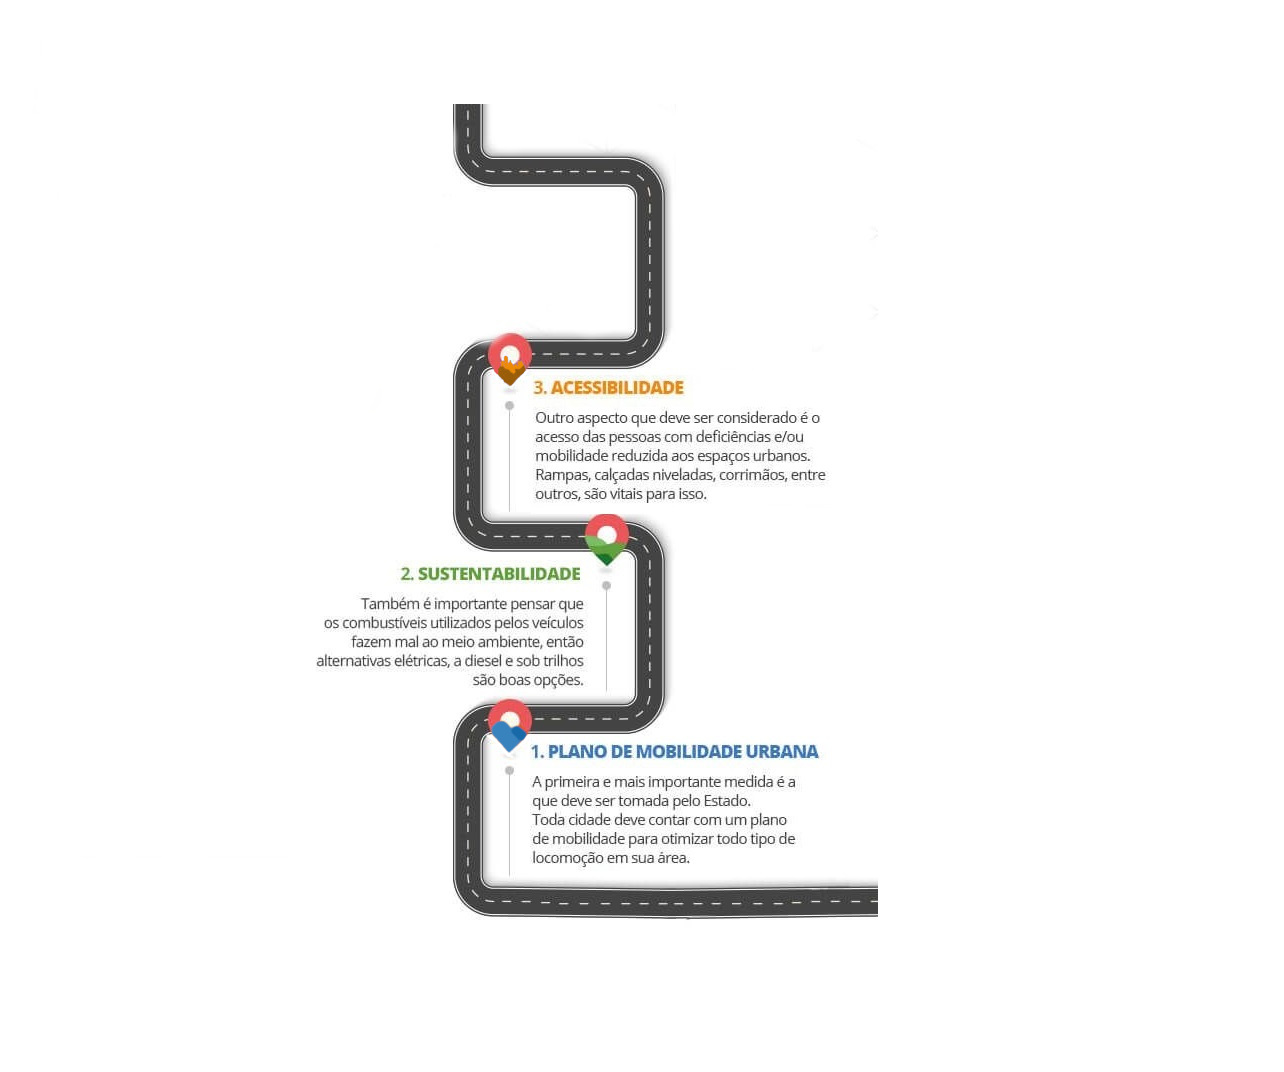 3. ACESSIBILIDADE
Outro aspecto que deve ser considerado é o
acesso das pessoas com deficiências e/ou
mobilidade reduzida aos espaços urbanos.
Rampas, calçadas niveladas, corrimãos, entre
outros, são vitais para isso.
2. SUSTENTABILIDADE
Também é importante pensar que
os combustíveis utilizados pelos veículos
fazem mal ao meio ambiente, então
alternativas elétricas, a diesel e sob trilhos
são boas opções.
1. PLANO DE MOBILIDADE URBANA
A primeira e mais importante medida é a
que deve ser tomada pelo Estado.
Toda cidade deve contar com um plano
de mobilidade para otimizar todo tipo de
locomoção em sua área.